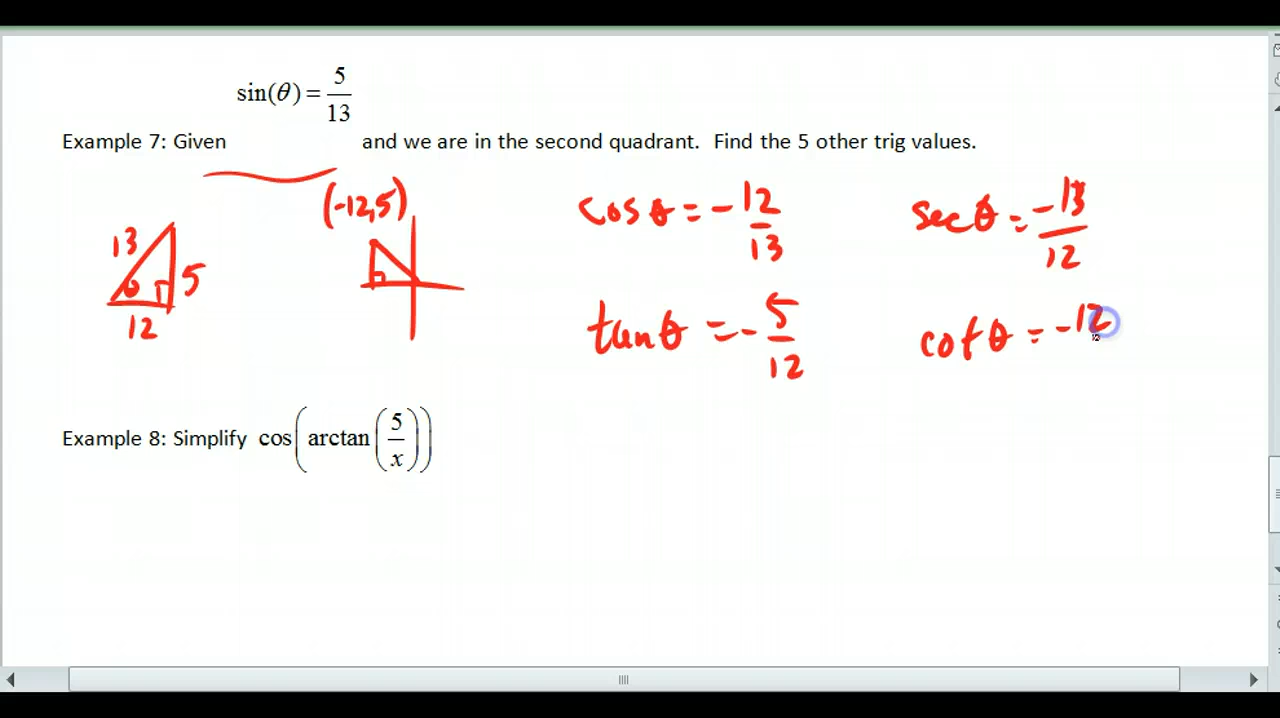 sin(θ) = 5/13
Example 7: Given and we are in the second quadrant. Find the 5 other trig values.
(-12,5)
13
θ
5
12
cos θ = - 12/13
sec θ = -13/12
tan θ = - 5/12
cot θ = -12
Example 8: Simplify cos(arctan(5/x))